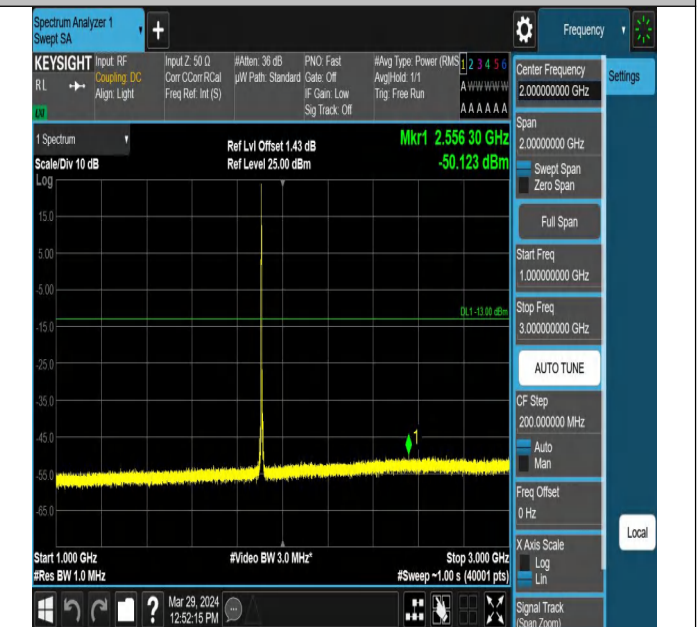 Spectrum Analyzer 1
Swept SA
+
Frequency
KEYSIGHT
RL
Input: RF
Coupling: DC
Align: Light
Input Z: 50 Ω
Corr CCorr RCal
Freq Ref: Int (S)
#Atten: 36 dB
µW Path: Standard
PNO: Fast
Gate: Off
IF Gain: Low
Sig Track: Off
#Avg Type: Power (RMS
Avg|Hold: 1/1
Trig: Free Run
1 2 3 4 5 6
A W W W W W
A A A A A A
1 Spectrum
Scale/Div 10 dB
Log
Ref Lvl Offset 1.43 dB
Ref Level 25.00 dBm
Mkr1 2.556 30 GHz
-50.123 dBm
15.0
5.00
-5.00
-15.0
-25.0
-35.0
-45.0
-55.0
-65.0
DL1 -13.00 dBm
1
Start 1.000 GHz
#Res BW 1.0 MHz
#Video BW 3.0 MHz*
Stop 3.000 GHz
#Sweep ~1.00 s (40001 pts)
Center Frequency
2.000000000 GHz
Span
2.00000000 GHz
Swept Span
Zero Span
Full Span
Start Freq
1.000000000 GHz
Stop Freq
3.000000000 GHz
AUTO TUNE
CF Step
200.000000 MHz
Auto
Man
Freq Offset
0 Hz
X Axis Scale
Log
Lin
Signal Track
(Span Zoom)
Settings
Local
?
Mar 29, 2024
12:52:15 PM